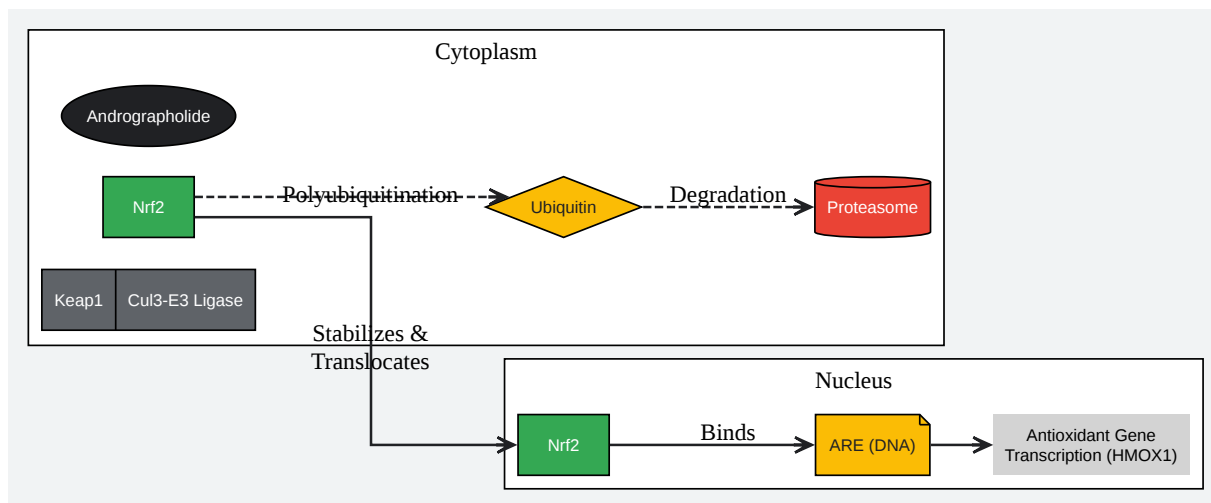 Cytoplasm
Andrographolide
Nrf2
Polyubiquitination
Ubiquitin
Degradation
Proteasome
Keap1
Cul3-E3 Ligase
Stabilizes &
Translocates
Nucleus
Nrf2
Binds
ARE (DNA)
Antioxidant Gene
Transcription (HMOX1)